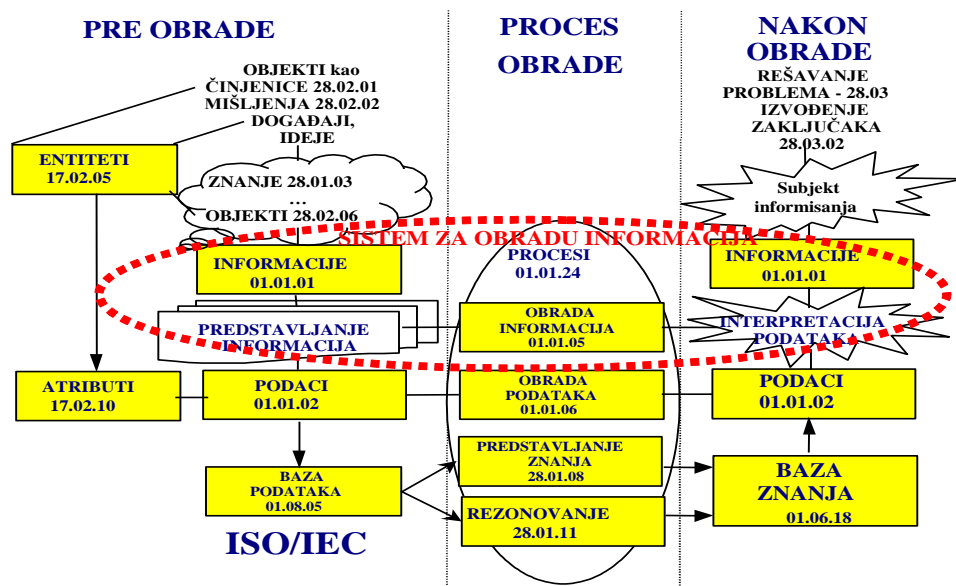 PRE OBRADE
PROCES
OBRADE
NAKON
OBRADE
OBJEKTI kao
ČINJENICE 28.02.01
MIŠLJENJA 28.02.02
DOGAĐAJI,
IDEJE
REŠAVANJE
PROBLEMA - 28.03
IZVOĐENJE
ZAKLJUČAKA
28.03.02
ENTITETI
17.02.05
ZNANJE 28.01.03
...
OBJEKTI 28.02.06
Subjekt
informisanja
SISTEM ZA OBRADU INFORMACIJA
INFORMACIJE
01.01.01
PROCESI
01.01.24
INFORMACIJE
01.01.01
PREDSTAVLJANJE
INFORMACIJA
OBRADA
INFORMACIJA
01.01.05
INTERPRETACIJA
PODATAKA
ATRIBUTI
17.02.10
PODACI
01.01.02
OBRADA
PODATAKA
01.01.06
PODACI
01.01.02
BAZA
PODATAKA
01.08.05
PREDSTAVLJANJE
ZNANJA
28.01.08
REZONOVANJE
28.01.11
BAZA
ZNANJA
01.06.18
ISO/IEC